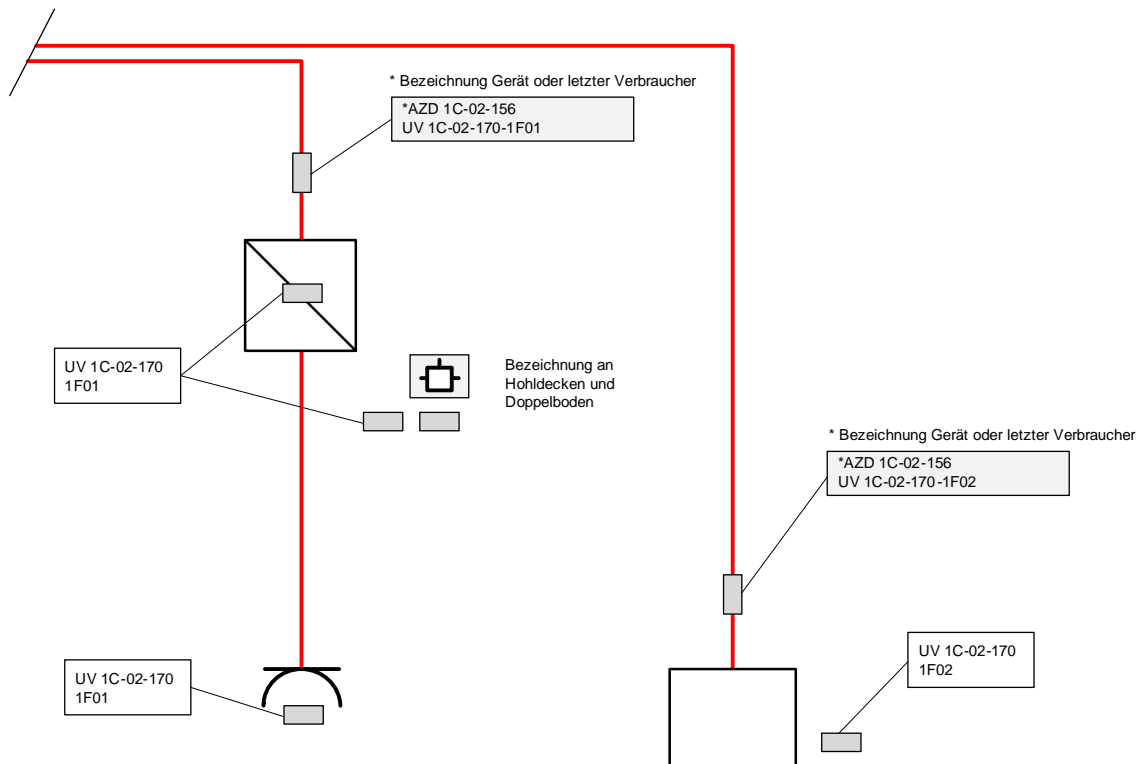 * Bezeichnung Gerät oder letzter Verbraucher
*AZD 1C-02-156
UV 1C-02-170-1F01
UV 1C-02-170
1F01
Bezeichnung an
Hohldecken und
Doppelboden
* Bezeichnung Gerät oder letzter Verbraucher
*AZD 1C-02-156
UV 1C-02-170-1F02
UV 1C-02-170
1F01
UV 1C-02-170
1F02